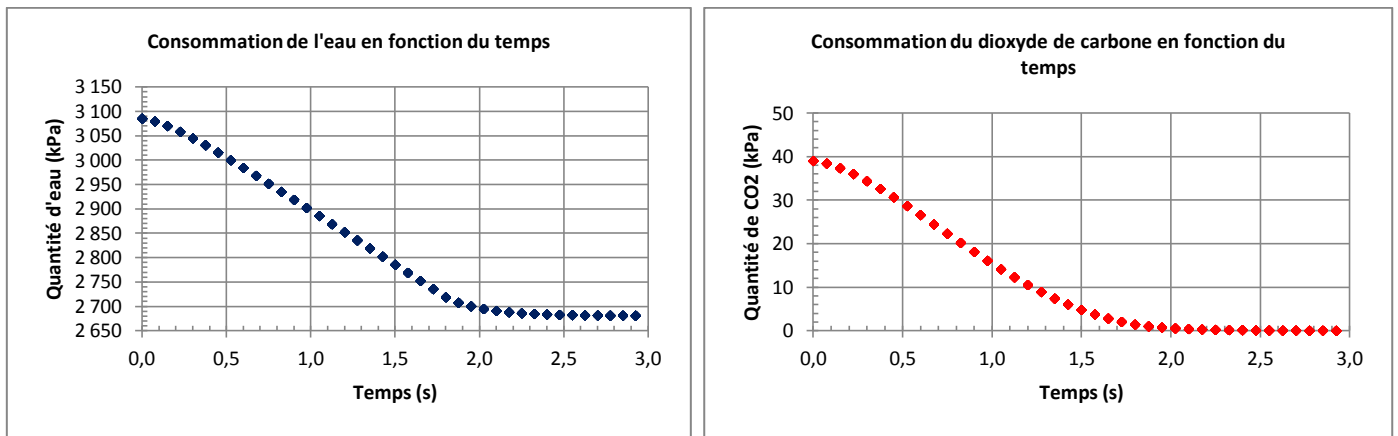 Consommation de l'eau en fonction du temps
Quantité d'eau (kPa)
3 150
3 100
3 050
3 000
2 950
2 900
2 850
2 800
2 750
2 700
2 650
0,0 0,5 1,0 1,5 2,0 2,5 3,0
Temps (s)
Consommation du dioxyde de carbone en fonction du
temps
Quantité de CO2 (kPa)
50
40
30
20
10
0
0,0 0,5 1,0 1,5 2,0 2,5 3,0
Temps (s)